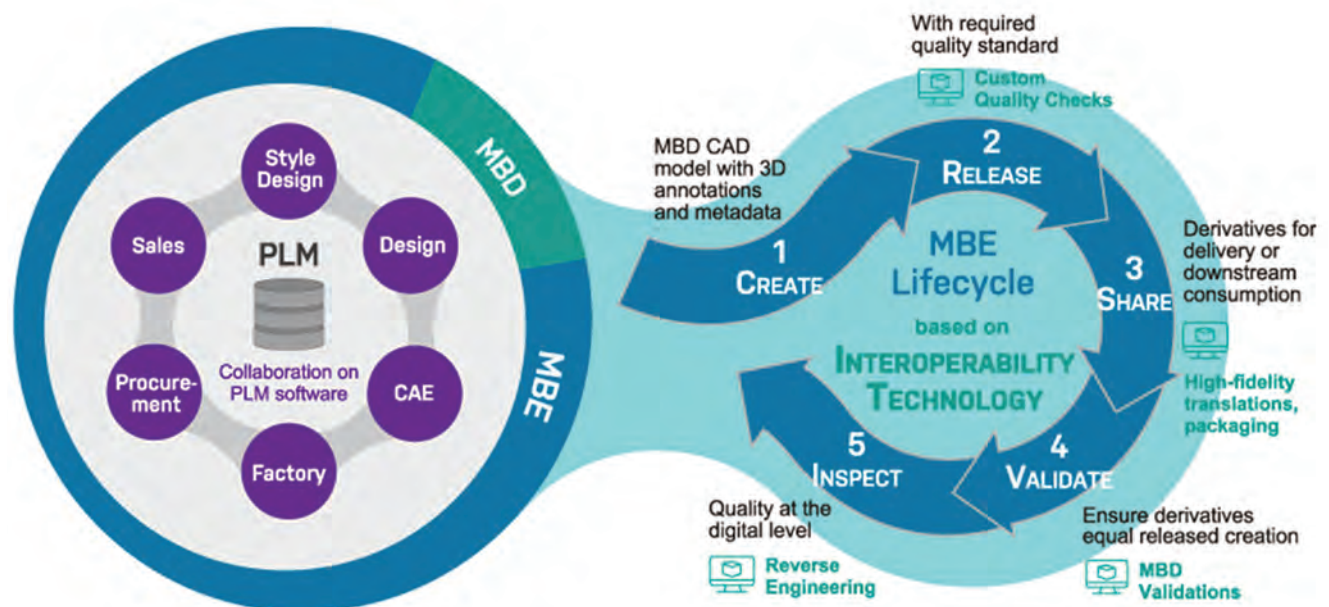 Style
Design
Sales
Design
PLM
Collaboration on
PLM software
Procure-
ment
CAE
Factory
MBD
MBE
MBD CAD
model with 3D
annotations
and metadata
1
CREATE
With required
quality standard
Custom
Quality Checks
2
RELEASE
Derivatives for
delivery or
downstream
consumption
3
SHARE
High-fidelity
translations,
packaging
MBE
Lifecycle
based on
INTEROPERABILITY
TECHNOLOGY
4
VALIDATE
Ensure derivatives
equal released creation
MBD
Validations
5
INSPECT
Quality at the
digital level
Reverse
Engineering